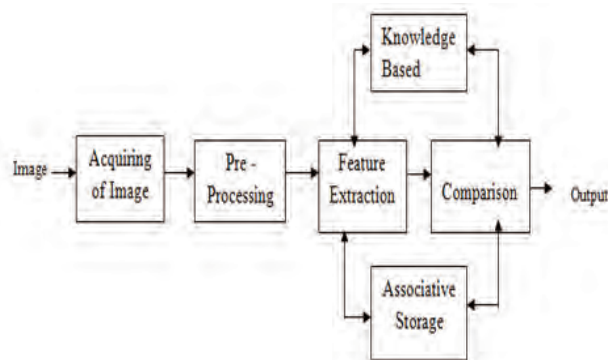 Knowledge
Based
Image
Acquiring
of Image
Pre -
Processing
Feature
Extraction
Comparison
Output
Associative
Storage